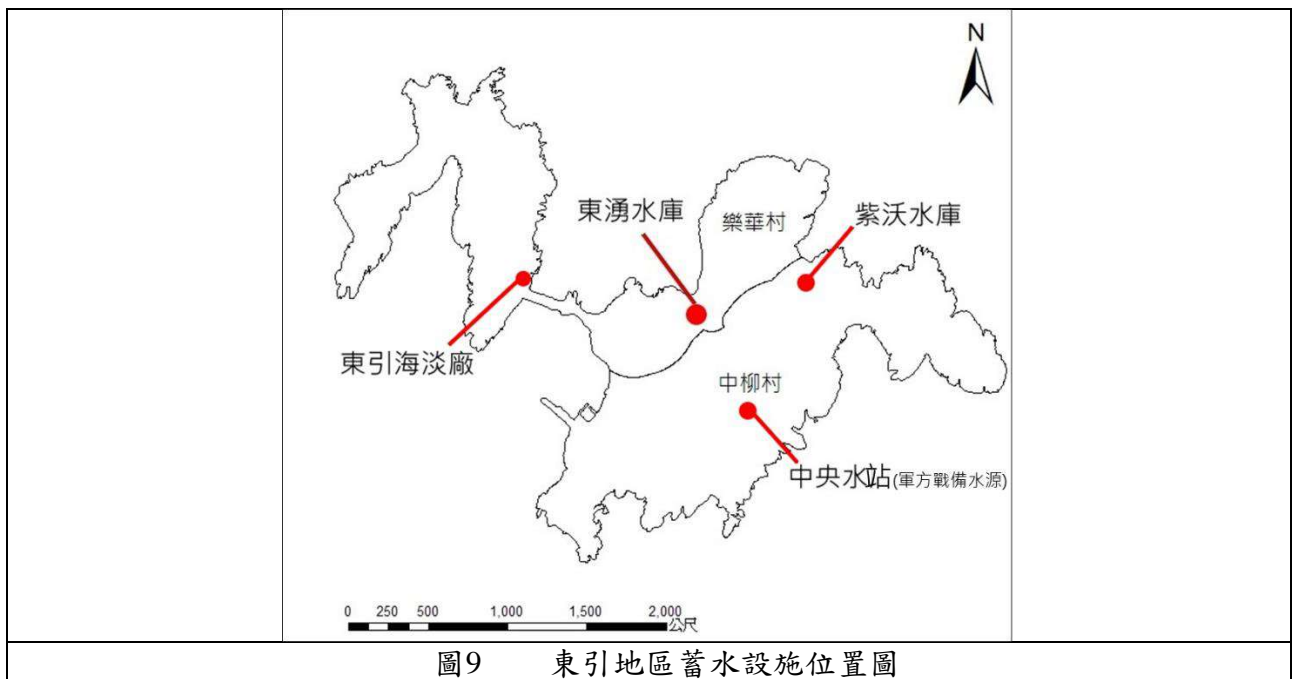 N
東湧水庫
樂華村
紫沃水庫
東引海淡廠
中柳村
中央水站(軍方戰備水源)
0 250 500 1,000 1,500 2,000
公尺
圖9 東引地區蓄水設施位置圖